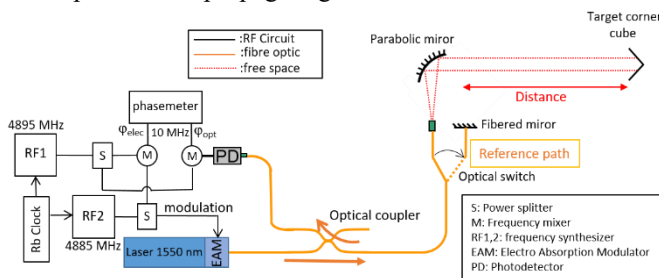 Target corner
cube
Parabolic miror
:RF Circuit
:fibre optic
:free space
Distance
phasemeter
Fibered miror
φelec 10 MHz φopt
4895 MHz
Reference path
RF1
S
M
M
PD
Optical switch
Rb Clock
RF2
S
modulation
Optical coupler
4885 MHz
Laser 1550 nm
EAM
S: Power splitter
M: Frequency mixer
RF1,2: frequency synthesizer
EAM: Electro Absorption Modulator
PD: Photodetector